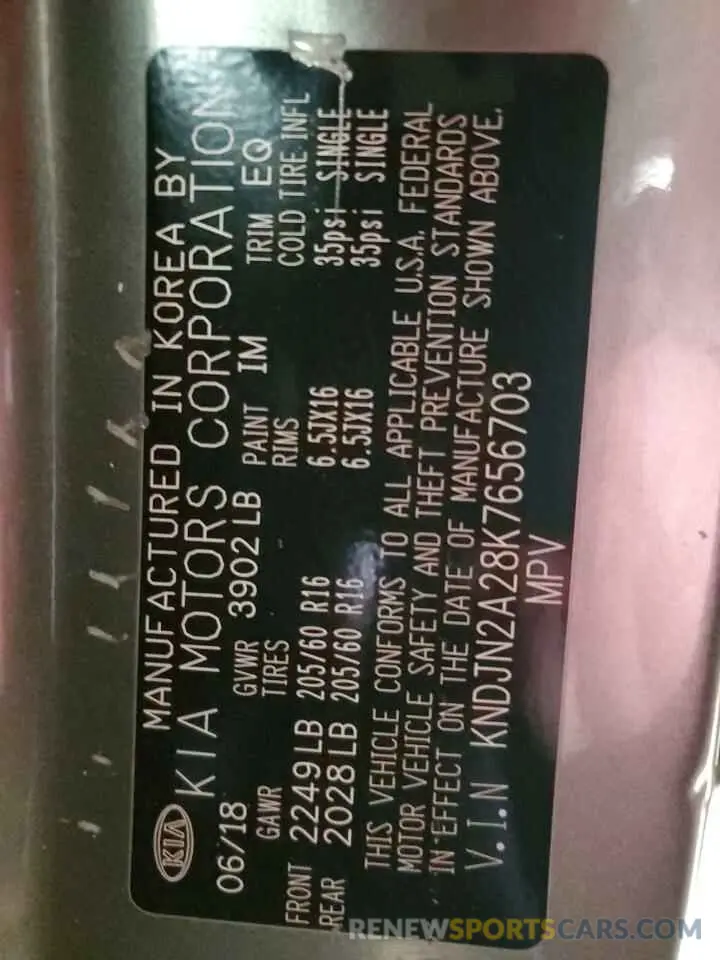 MANUFACTURED IN KOREA BY
KIA KIA MOTORS CORPORATION
06/18 GVWR 3902 LB PAINT IM TRIM EQ
GAWR TIRES RIMS COLD TIRE INFL
FRONT 2249 LB 205/60 R16 6.5JX16 35psi SINGLE
REAR 2028 LB 205/60 R16 6.5JX16 35psi SINGLE
THIS VEHICLE CONFORMS TO ALL APPLICABLE U.S.A. FEDERAL
MOTOR VEHICLE SAFETY AND THEFT PREVENTION STANDARDS
IN EFFECT ON THE DATE OF MANUFACTURE SHOWN ABOVE.
V.I.N KNDJN2A28K7656703
MPV
RENEWSPORTSCARS.COM